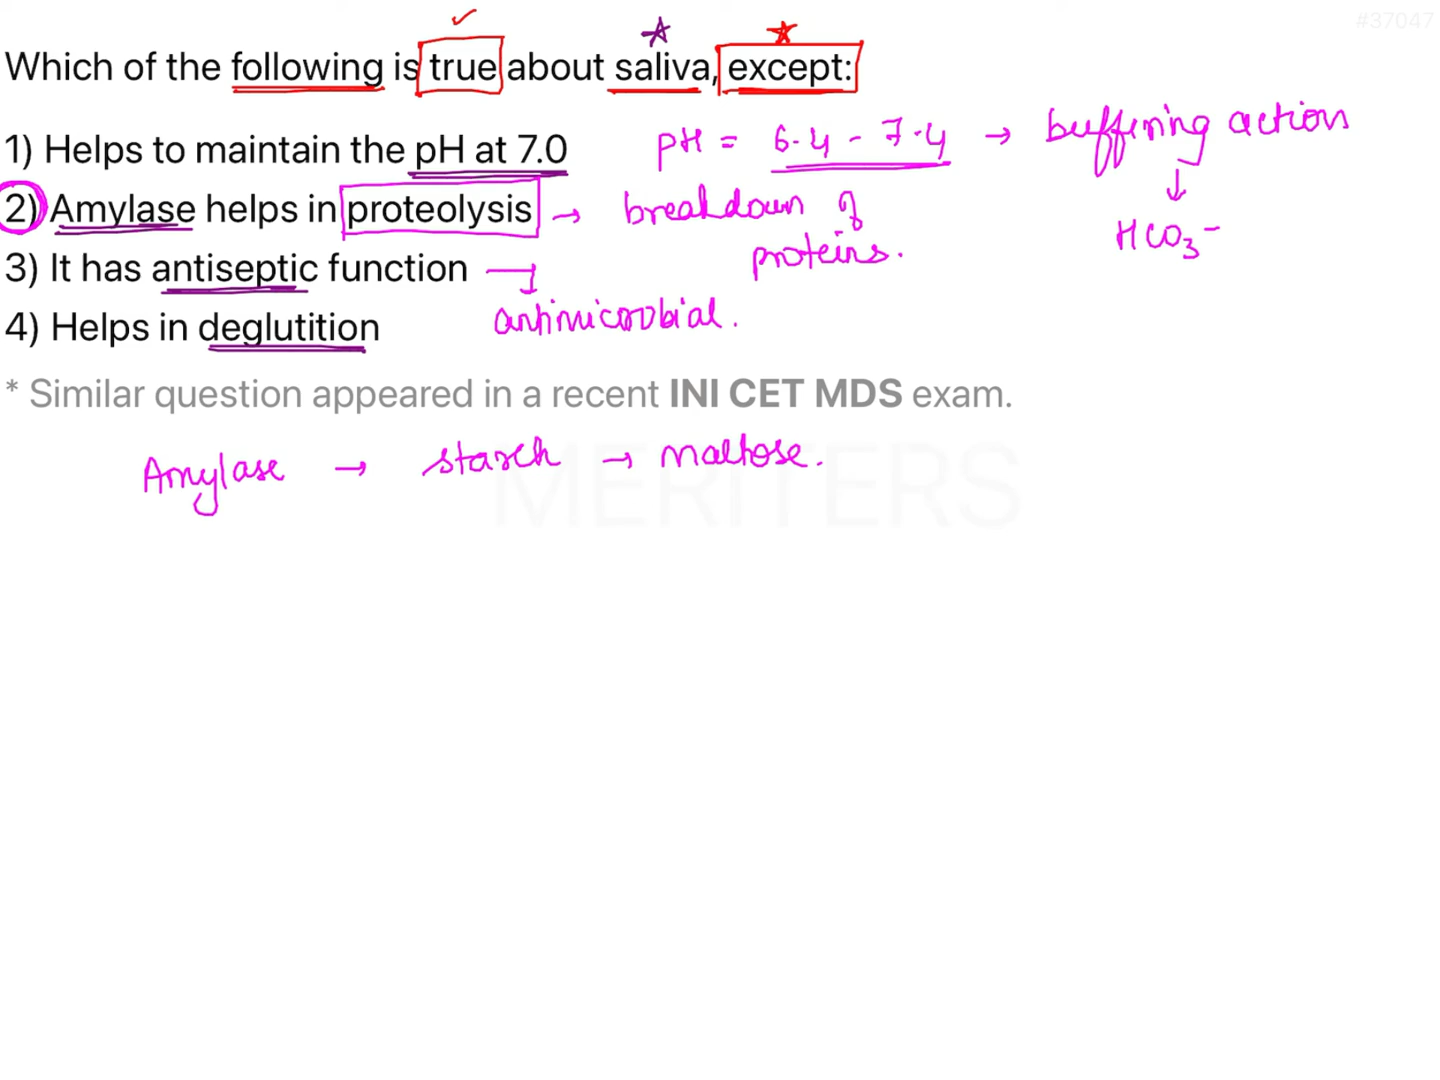 #37047
Which of the following is true about saliva, except:
1) Helps to maintain the pH at 7.0 pH = 6.4 - 7.4 → buffering action
2) Amylase helps in proteolysis → breakdown of proteins.
HCO3-
3) It has antiseptic function
antimicrobial.
4) Helps in deglutition
* Similar question appeared in a recent INI CET MDS exam.
Amylase → starch → maltose.
MERITERS